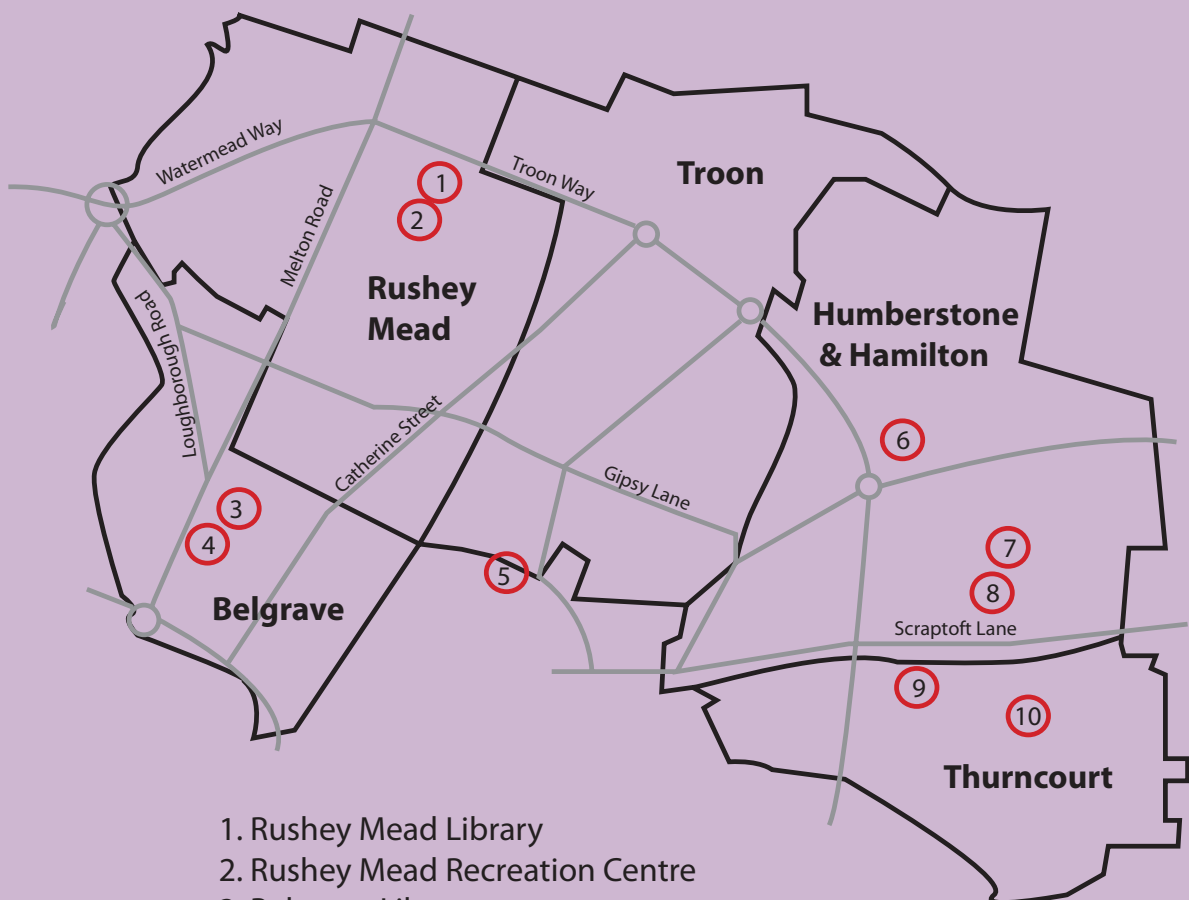 Watermead Way
Troon Way
Troon
1
2
Melton Road
Rushey
Mead
Humberstone
& Hamilton
Loughborough Road
Catherine Street
6
Gipsy Lane
3
4
5
7
8
Belgrave
Scraptoft Lane
9
10
Thurncourt
1. Rushey Mead Library
2. Rushey Mead Recreation Centre